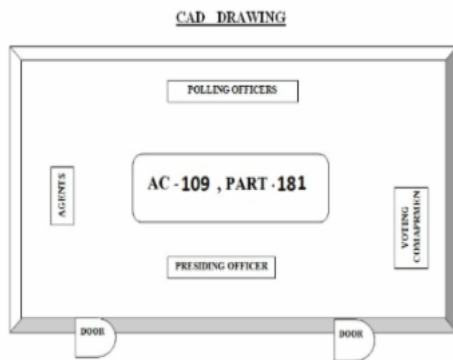 CAD DRAWING
POLLING OFFICERS
AGENTS
AC - 109 , PART - 181
VOTING
COMAPRMEN
PRESIDING OFFICER
DOOR
DOOR